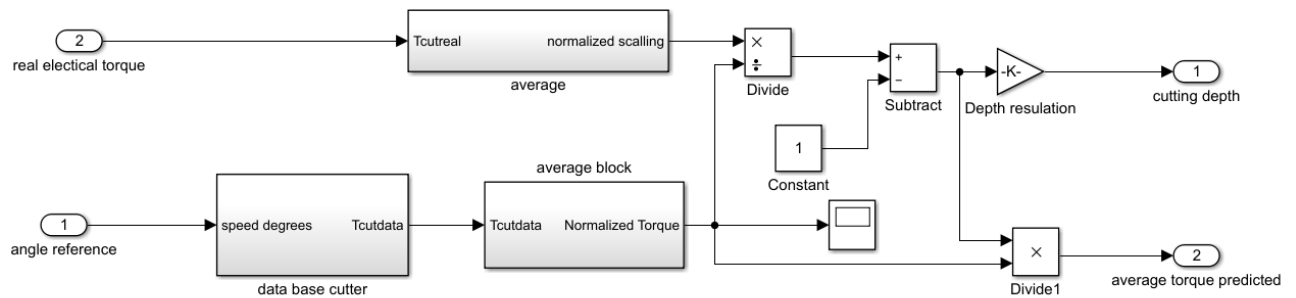 2
real electical torque
Tcutreal
normalized scalling
average
×
÷
Divide
+
−
Subtract
-K-
Depth resulation
1
cutting depth
1
Constant
average block
1
angle reference
speed degrees
Tcutdata
data base cutter
Tcutdata
Normalized Torque
×
Divide1
2
average torque predicted